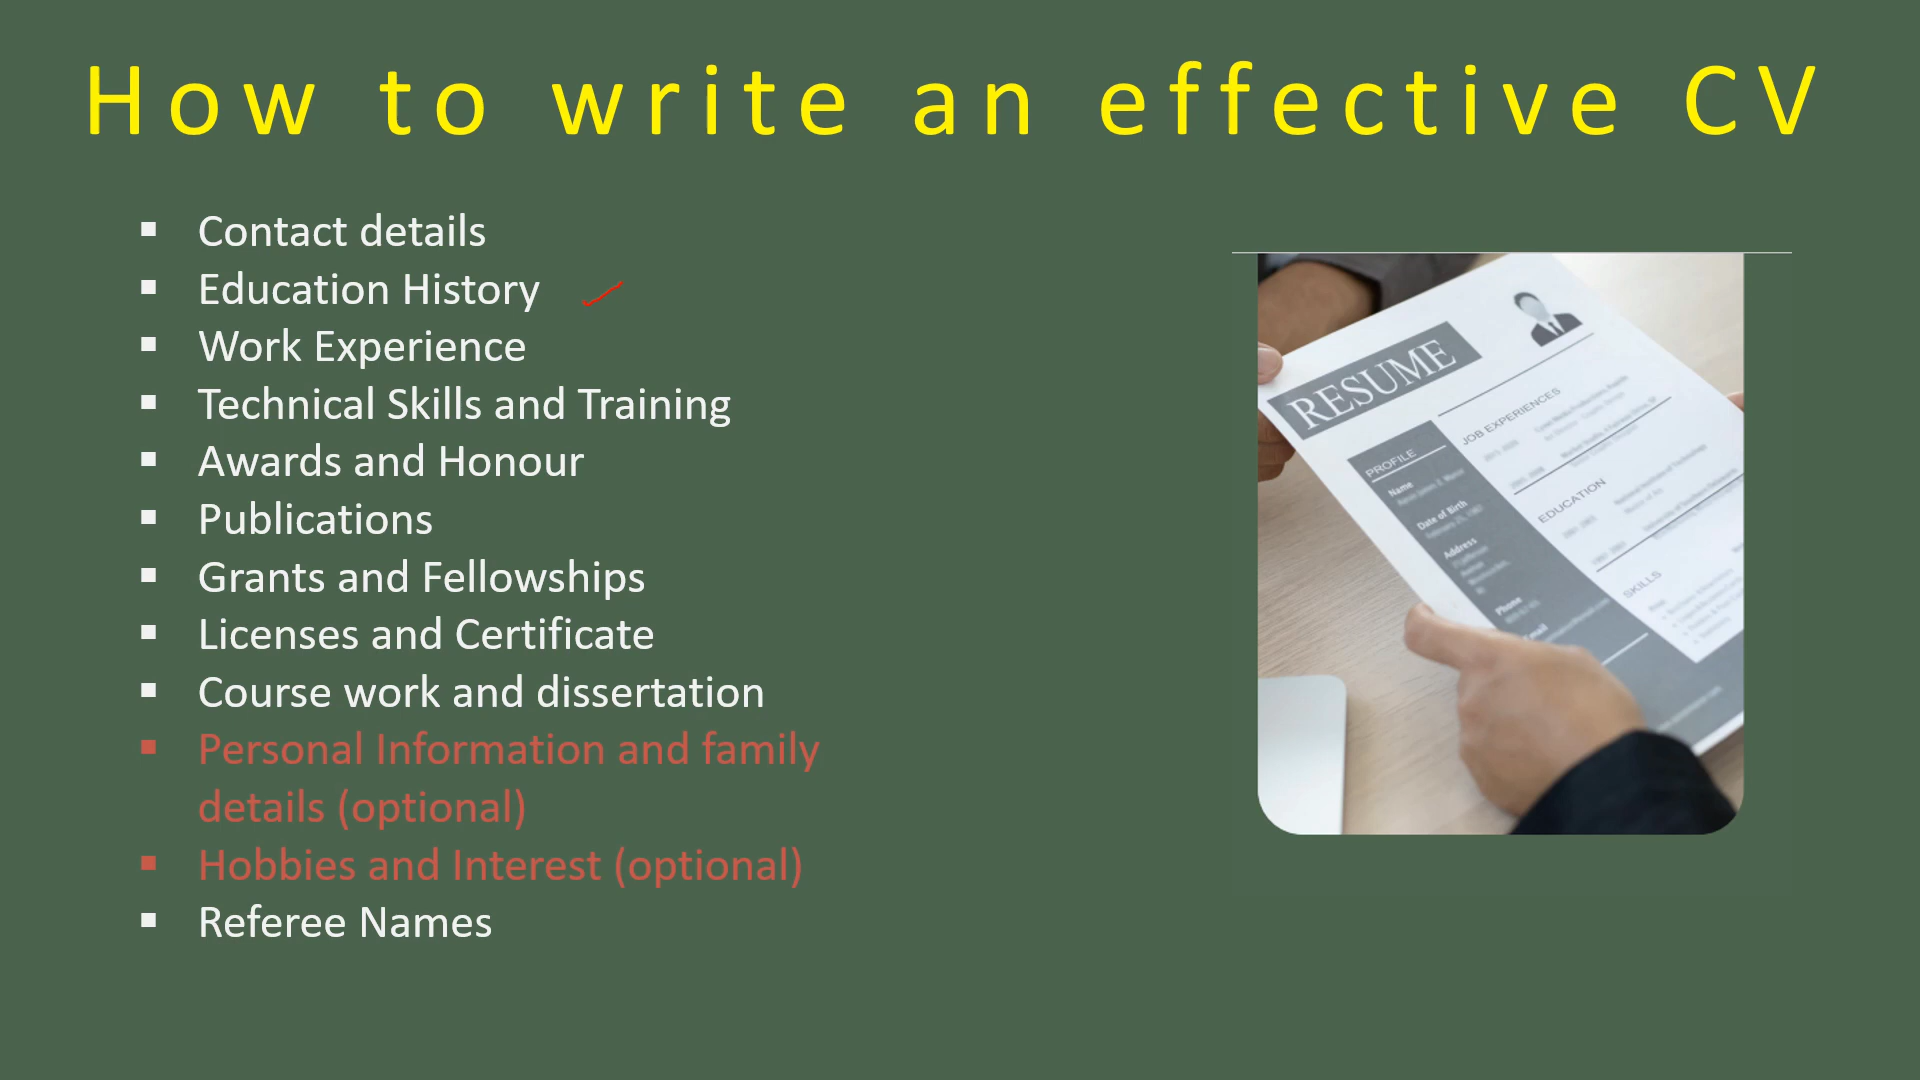 How to write an effective CV
Contact details
Education History
Work Experience
Technical Skills and Training
Awards and Honour
Publications
Grants and Fellowships
Licenses and Certificate
Course work and dissertation
Personal Information and family
details (optional)
Hobbies and Interest (optional)
Referee Names
RESUME
JOB EXPERIENCES
PROFILE
Name
Date of Birth
Address
Phone
EDUCATION
SKILLS